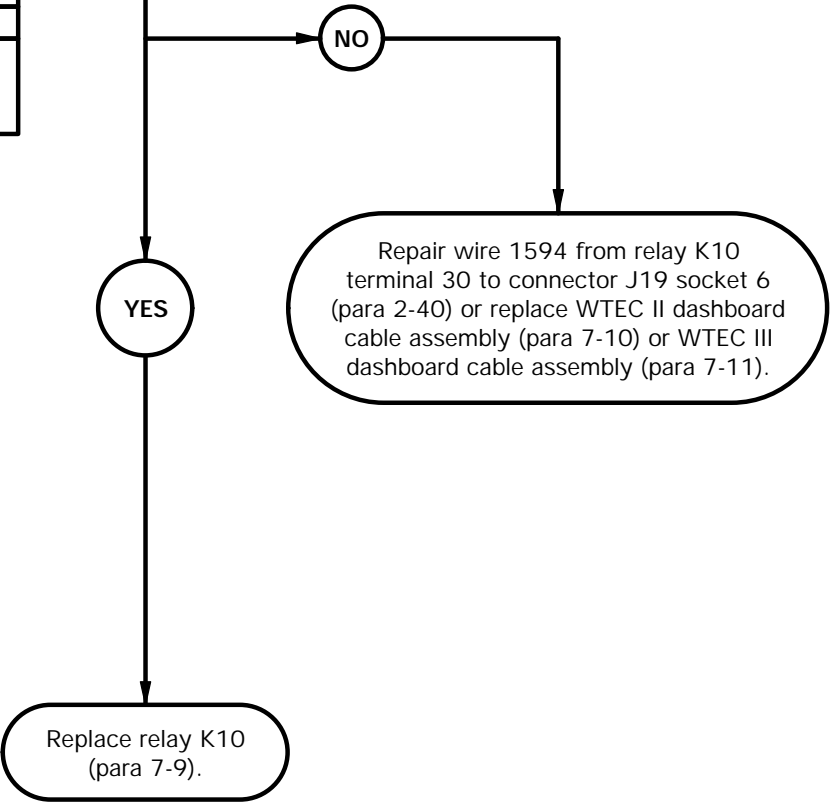 NO
YES
Repair wire 1594 from relay K10
terminal 30 to connector J19 socket 6
(para 2-40) or replace WTEC II dashboard
cable assembly (para 7-10) or WTEC III
dashboard cable assembly (para 7-11).
Replace relay K10
(para 7-9).